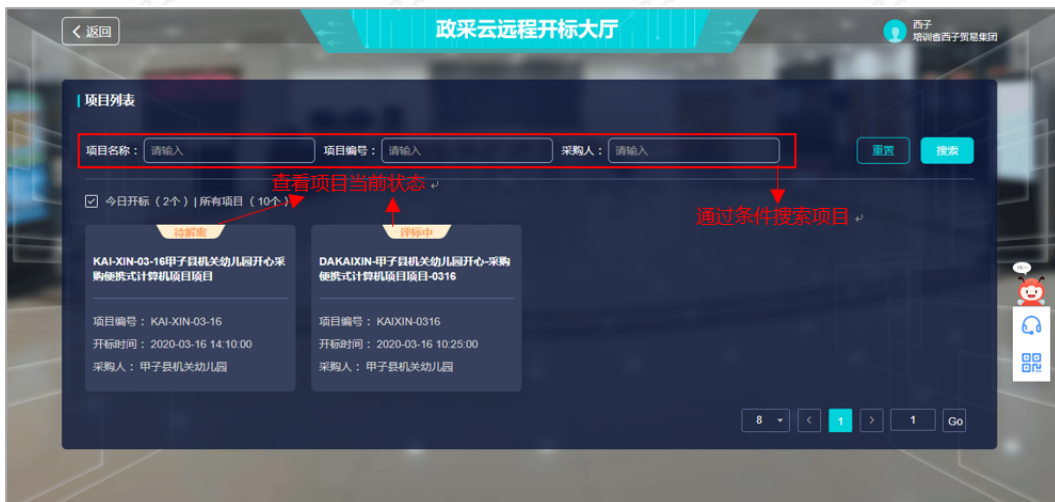 返回
政采云远程开标大厅
西子
培训省西子贸易集团
项目列表
项目名称： 请输入 项目编号： 请输入 采购人： 请输入 重置 搜索
查看项目当前状态
今日开标（2个）|所有项目（10个）
通过条件搜索项目
待解密 评标中
KAI-XIN-03-16甲子县机关幼儿园开心采
购便携式计算机项目项目
DAKAIXIN-甲子县机关幼儿园开心-采购
便携式计算机项目项目-0316
项目编号： KAI-XIN-03-16
开标时间： 2020-03-16 14:10:00
采购人： 甲子县机关幼儿园
项目编号： KAIXIN-0316
开标时间： 2020-03-16 10:25:00
采购人： 甲子县机关幼儿园
8 < 1 > 1 Go